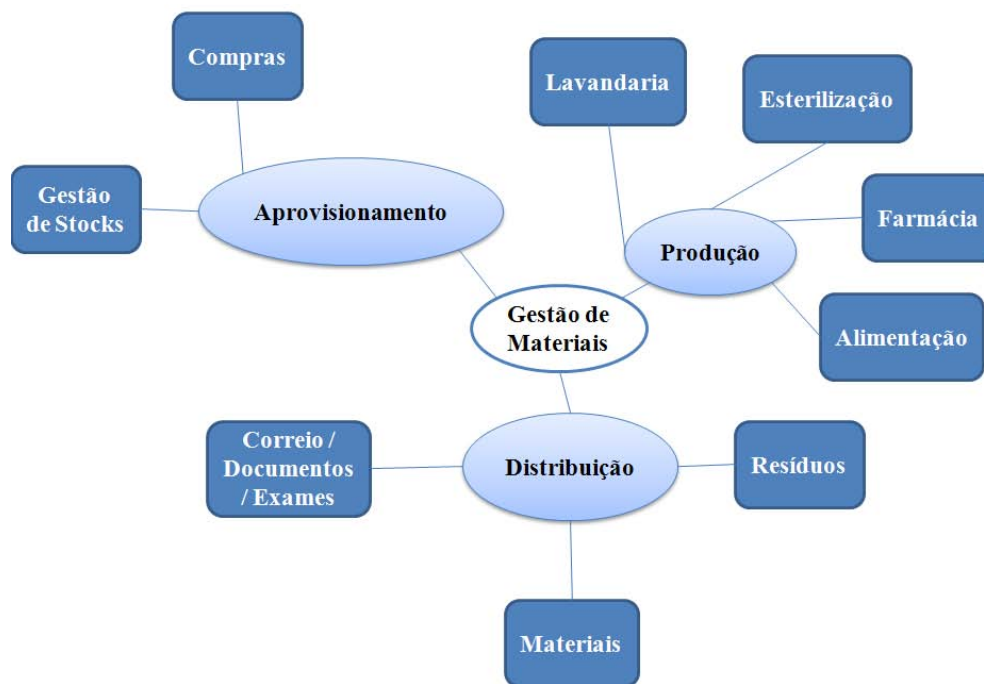 Compras
Lavandaria
Esterilização
Gestão
de Stocks
Aprovisionamento
Farmácia
Produção
Gestão de
Materiais
Alimentação
Correio /
Documentos
/ Exames
Distribuição
Resíduos
Materiais